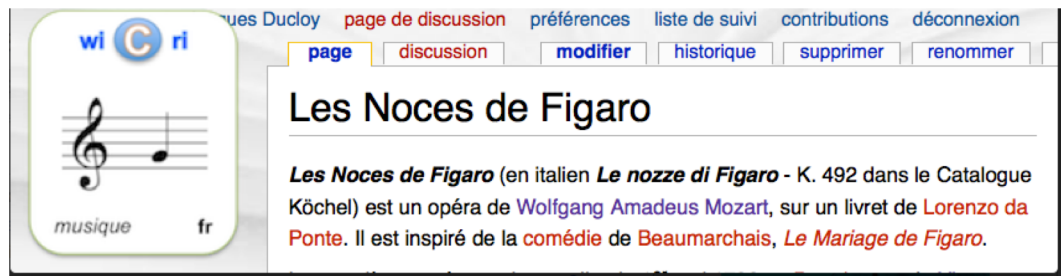 wi C ri
ues Ducloy page de discussion préférences liste de suivi contributions déconnexion
page discussion modifier historique supprimer renommer
Les Noces de Figaro
Les Noces de Figaro (en italien Le nozze di Figaro - K. 492 dans le Catalogue
Köchel) est un opéra de Wolfgang Amadeus Mozart, sur un livret de Lorenzo da
Ponte. Il est inspiré de la comédie de Beaumarchais, Le Mariage de Figaro.
musique fr